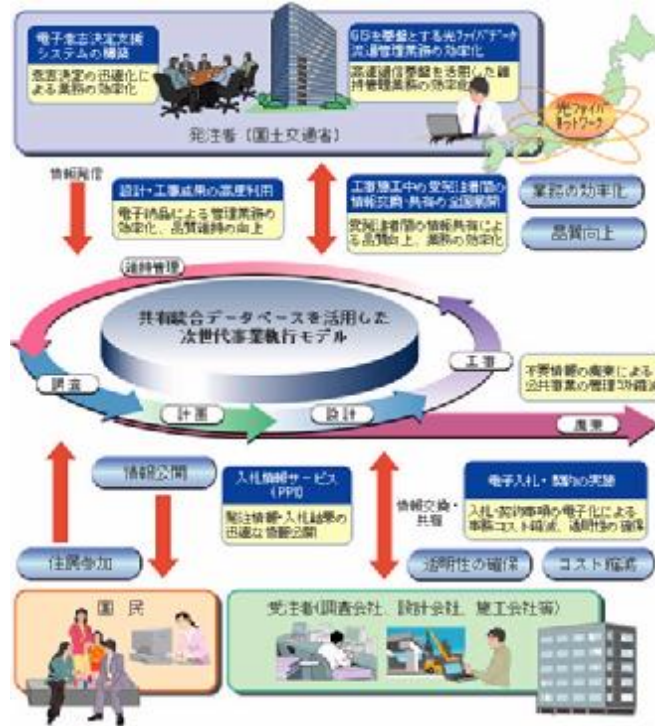 電子意志決定支援
システムの構築
意志決定の迅速化に
よる業務の効率化
GISを基盤とする光ファイバデータ
流通管理業務の効率化
高速通信基盤を活用した維
持管理業務の効率化
発注者（国土交通省）
光ファイバ
ネットワーク
情報発信
設計・工事成果の高度利用
電子納品による管理業務の
効率化、品質維持の向上
工事施工中の受発注者間の
情報交換・共有の全国展開
受発注者間の情報共有によ
る品質向上、業務の効率化
業務の効率化
品質向上
維持管理
共有統合データベースを活用した
次世代事業執行モデル
工事
調査
計画
設計
不要情報の廃棄による
公共事業の管理コスト縮減
廃棄
情報公開
入札情報サービス
(PPI)
発注情報・入札結果の
迅速な情報公開
情報交換・
共有
電子入札・契約の実施
入札・契約事項の電子化による
事務コスト縮減、透明性の確保
住民参加
透明性の確保
コスト縮減
国民
受注者(調査会社、設計会社、施工会社等)